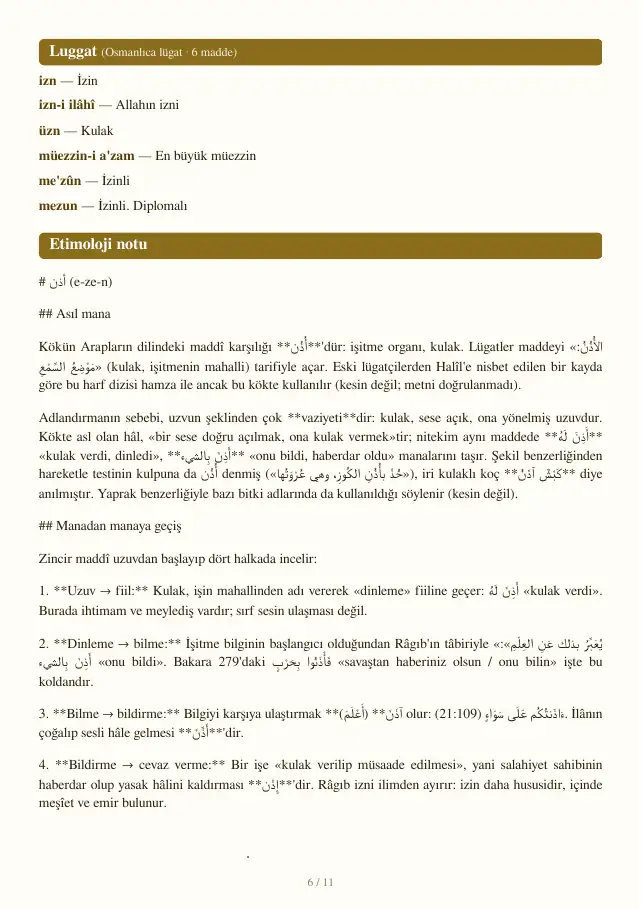 Luggat (Osmanlıca lügat · 6 madde)
izn — İzin
izn-i ilâhî — Allahın izni
üzn — Kulak
müezzin-i a'zam — En büyük müezzin
me'zûn — İzinli
mezun — İzinli. Diplomalı
Etimoloji notu
# أذن (e-ze-n)
## Asıl mana
Kökün Arapların dilindeki maddî karşılığı **أُذُن**'dür: işitme organı, kulak. Lügatler maddeyi «الأُذُنُ:
مَوْضِعُ السَّمْعِ» (kulak, işitmenin mahalli) tarifiyle açar. Eski lügatçilerden Halîl'e nisbet edilen bir kayda
göre bu harf dizisi hamza ile ancak bu kökte kullanılır (kesin değil; metni doğrulanmadı).
Adlandırmanın sebebi, uzvun şeklinden çok **vaziyeti**dir: kulak, sese açık, ona yönelmiş uzuvdur.
Kökte asl olan hâl, «bir sese doğru açılmak, ona kulak vermek»tir; nitekim aynı maddede **أَذِنَ لَهُ**
«kulak verdi, dinledi», **أَذِنَ بِالشيء** «onu bildi, haberdar oldu» manalarını taşır. Şekil benzerliğinden
hareketle testinin kulpuna da أُذُن denmiş («خُذْ بأُذُنِ الكُوزِ، وهي عُرْوَتُها»), iri kulaklı koç **كَبْشٌ آذَنُ** diye
anılmıştır. Yaprak benzerliğiyle bazı bitki adlarında da kullanıldığı söylenir (kesin değil).
## Manadan manaya geçiş
Zincir maddî uzuvdan başlayıp dört halkada incelir:
1. **Uzuv → fiil:** Kulak, işin mahallinden adı vererek «dinleme» fiiline geçer: أَذِنَ لَهُ «kulak verdi».
Burada ihtimam ve meylediş vardır; sırf sesin ulaşması değil.
2. **Dinleme → bilme:** İşitme bilginin başlangıcı olduğundan Râgıb'ın tâbiriyle «يُعَبَّرُ بذلك عَنِ العِلْمِ»:
أَذِنَ بِالشيء «onu bildi». Bakara 279'daki فَأْذَنُوا بِحَرْبٍ «savaştan haberiniz olsun / onu bilin» işte bu
koldandır.
3. **Bilme → bildirme:** Bilgiyi karşıya ulaştırmak **آذَنَ** (أَعْلَمَ)** olur: ءَاذَنتُكُمْ عَلَى سَوَاءٍ (21:109). İlânın
çoğalıp sesli hâle gelmesi **أَذَّنَ**'dir.
4. **Bildirme → cevaz verme:** Bir işe «kulak verilip müsaade edilmesi», yani salahiyet sahibinin
haberdar olup yasak hâlini kaldırması **إِذْن**'dir. Râgıb izni ilimden ayırır: izin daha hususidir, içinde
meşîet ve emir bulunur.
6 / 11